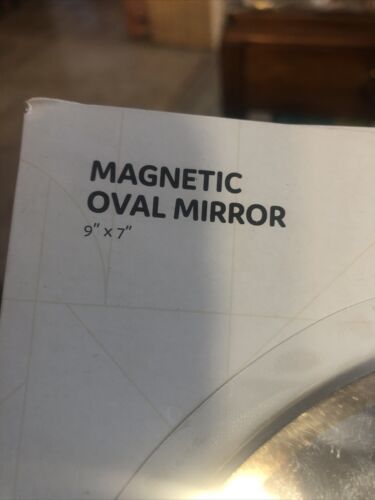 MAGNETIC
OVAL MIRROR
9" x 7"